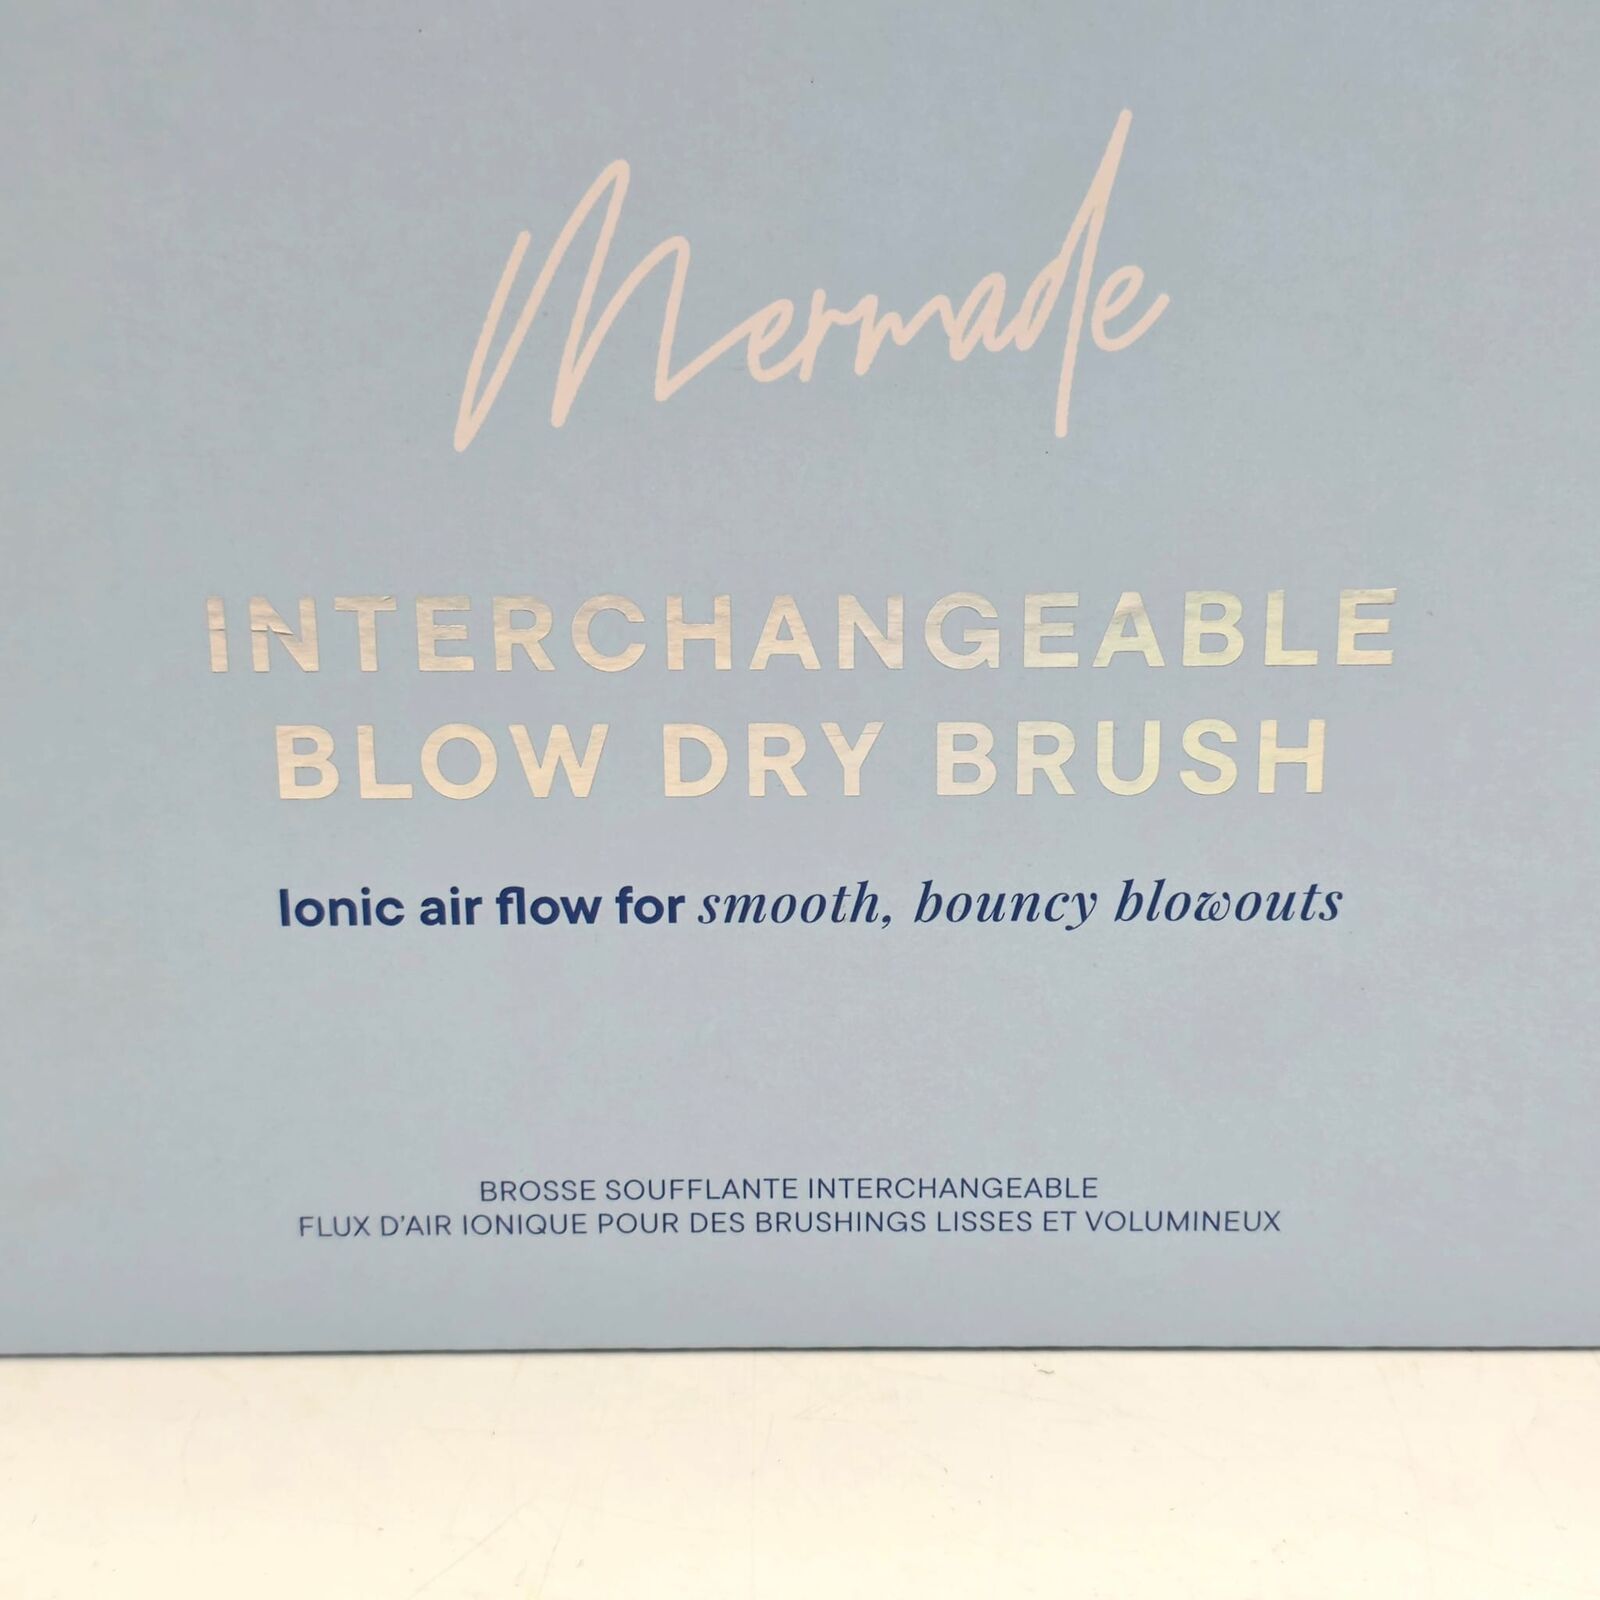 Mermade
INTERCHANGEABLE
BLOW DRY BRUSH
Ionic air flow for smooth, bouncy blowouts
BROSSE SOUFFLANTE INTERCHANGEABLE
FLUX D'AIR IONIQUE POUR DES BRUSHINGS LISSES ET VOLUMINEUX